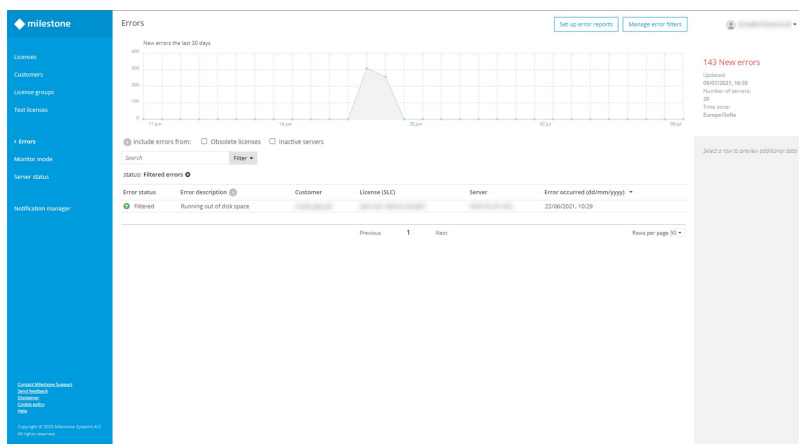 milestone
Licenses
Customers
License groups
Test licenses
Errors
Monitor mode
Server status
Notification manager
Contact Milestone Support
Send feedback
Disclaimer
Cookie policy
Help
Copyright © 2020 Milestone Systems A/S
All rights reserved.
Errors
Set up error reports
Manage error filters
New errors the last 30 days
400
300
200
100
0
11 Jun
18 Jun
25 Jun
02 Jul
09 Jul
Include errors from:
Obsolete licenses
Inactive servers
Search
Filter
status: Filtered errors
Error status Error description Customer License (SLC) Server Error occurred (dd/mm/yyyy)
Filtered Running out of disk space 22/06/2021, 10:29
Previous 1 Next
Rows per page 50
143 New errors
Updated:
09/07/2021, 16:30
Number of servers:
20
Time zone:
Europe/Sofia
Select a row to preview additional data